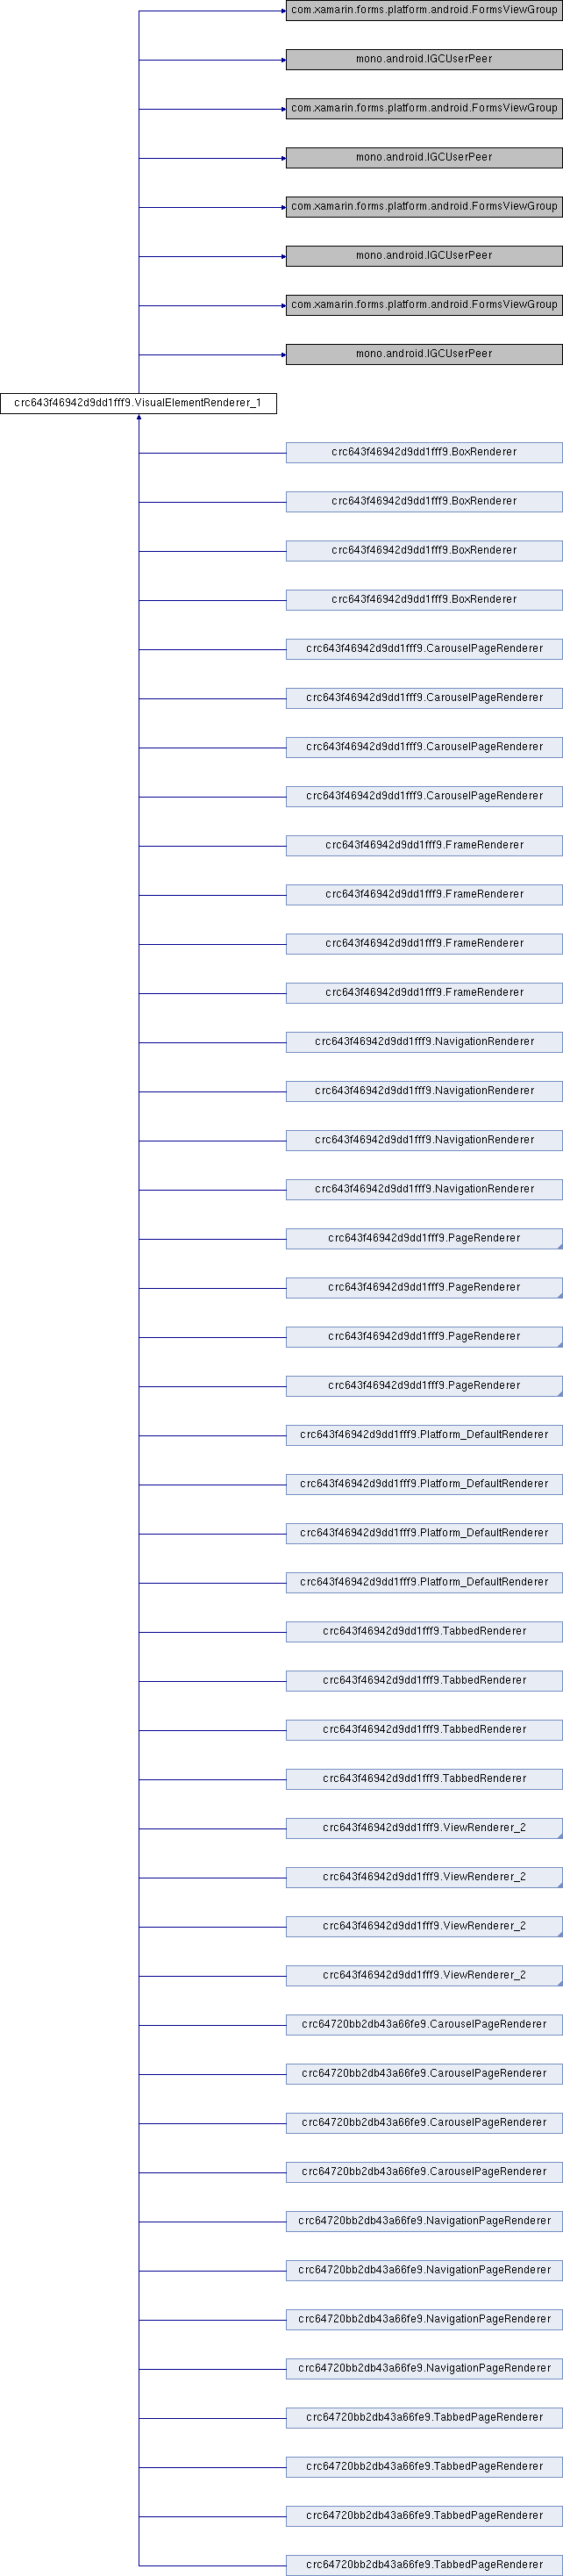 com.xamarin.forms.platform.android.FormsViewGroup
mono.android.IGCUserPeer
com.xamarin.forms.platform.android.FormsViewGroup
mono.android.IGCUserPeer
com.xamarin.forms.platform.android.FormsViewGroup
mono.android.IGCUserPeer
com.xamarin.forms.platform.android.FormsViewGroup
mono.android.IGCUserPeer
crc643f46942d9dd1fff9.VisualElementRenderer_1
crc643f46942d9dd1fff9.BoxRenderer
crc643f46942d9dd1fff9.BoxRenderer
crc643f46942d9dd1fff9.BoxRenderer
crc643f46942d9dd1fff9.BoxRenderer
crc643f46942d9dd1fff9.CarouselPageRenderer
crc643f46942d9dd1fff9.CarouselPageRenderer
crc643f46942d9dd1fff9.CarouselPageRenderer
crc643f46942d9dd1fff9.CarouselPageRenderer
crc643f46942d9dd1fff9.FrameRenderer
crc643f46942d9dd1fff9.FrameRenderer
crc643f46942d9dd1fff9.FrameRenderer
crc643f46942d9dd1fff9.FrameRenderer
crc643f46942d9dd1fff9.NavigationRenderer
crc643f46942d9dd1fff9.NavigationRenderer
crc643f46942d9dd1fff9.NavigationRenderer
crc643f46942d9dd1fff9.NavigationRenderer
crc643f46942d9dd1fff9.PageRenderer
crc643f46942d9dd1fff9.PageRenderer
crc643f46942d9dd1fff9.PageRenderer
crc643f46942d9dd1fff9.PageRenderer
crc643f46942d9dd1fff9.Platform_DefaultRenderer
crc643f46942d9dd1fff9.Platform_DefaultRenderer
crc643f46942d9dd1fff9.Platform_DefaultRenderer
crc643f46942d9dd1fff9.Platform_DefaultRenderer
crc643f46942d9dd1fff9.TabbedRenderer
crc643f46942d9dd1fff9.TabbedRenderer
crc643f46942d9dd1fff9.TabbedRenderer
crc643f46942d9dd1fff9.TabbedRenderer
crc643f46942d9dd1fff9.ViewRenderer_2
crc643f46942d9dd1fff9.ViewRenderer_2
crc643f46942d9dd1fff9.ViewRenderer_2
crc643f46942d9dd1fff9.ViewRenderer_2
crc64720bb2db43a66fe9.CarouselPageRenderer
crc64720bb2db43a66fe9.CarouselPageRenderer
crc64720bb2db43a66fe9.CarouselPageRenderer
crc64720bb2db43a66fe9.CarouselPageRenderer
crc64720bb2db43a66fe9.NavigationPageRenderer
crc64720bb2db43a66fe9.NavigationPageRenderer
crc64720bb2db43a66fe9.NavigationPageRenderer
crc64720bb2db43a66fe9.NavigationPageRenderer
crc64720bb2db43a66fe9.TabbedPageRenderer
crc64720bb2db43a66fe9.TabbedPageRenderer
crc64720bb2db43a66fe9.TabbedPageRenderer
crc64720bb2db43a66fe9.TabbedPageRenderer